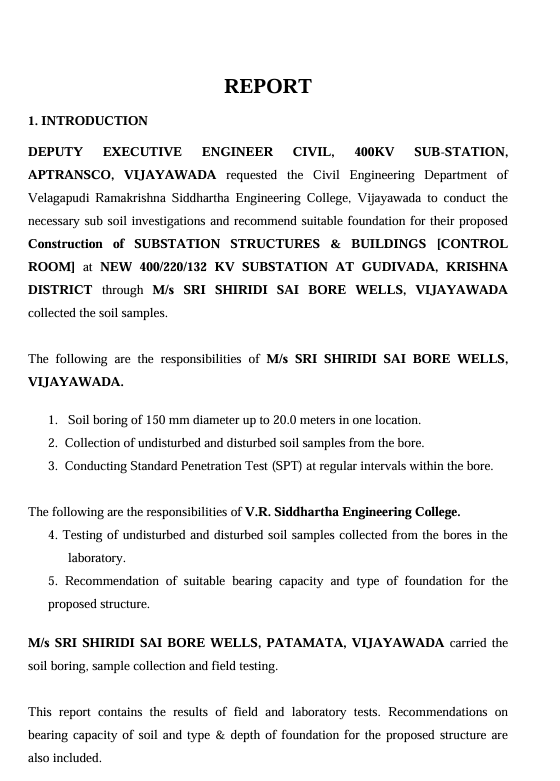 REPORT
1. INTRODUCTION
DEPUTY EXECUTIVE ENGINEER CIVIL, 400KV SUB-STATION,
APTRANSCO, VIJAYAWADA requested the Civil Engineering Department of
Velagapudi Ramakrishna Siddhartha Engineering College, Vijayawada to conduct the
necessary sub soil investigations and recommend suitable foundation for their proposed
Construction of SUBSTATION STRUCTURES & BUILDINGS [CONTROL
ROOM] at NEW 400/220/132 KV SUBSTATION AT GUDIVADA, KRISHNA
DISTRICT through M/s SRI SHIRIDI SAI BORE WELLS, VIJAYAWADA
collected the soil samples.
The following are the responsibilities of M/s SRI SHIRIDI SAI BORE WELLS,
VIJAYAWADA.
1. Soil boring of 150 mm diameter up to 20.0 meters in one location.
2. Collection of undisturbed and disturbed soil samples from the bore.
3. Conducting Standard Penetration Test (SPT) at regular intervals within the bore.
The following are the responsibilities of V.R. Siddhartha Engineering College.
4. Testing of undisturbed and disturbed soil samples collected from the bores in the
laboratory.
5. Recommendation of suitable bearing capacity and type of foundation for the
proposed structure.
M/s SRI SHIRIDI SAI BORE WELLS, PATAMATA, VIJAYAWADA carried the
soil boring, sample collection and field testing.
This report contains the results of field and laboratory tests. Recommendations on
bearing capacity of soil and type & depth of foundation for the proposed structure are
also included.